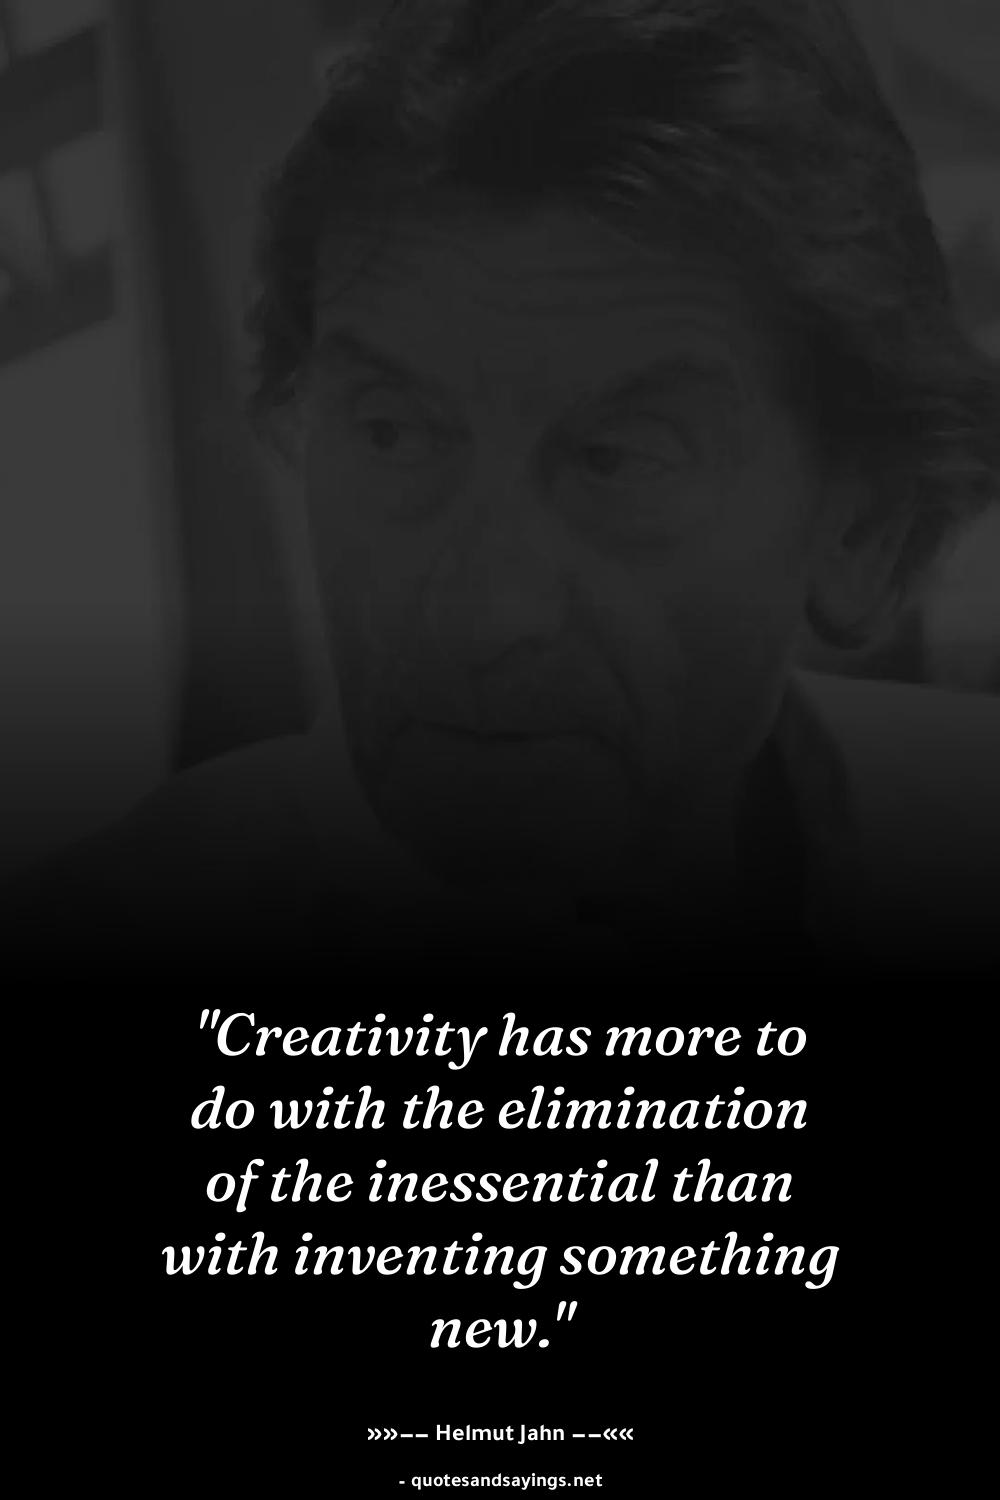 "Creativity has more to
do with the elimination
of the inessential than
with inventing something
new."
»»−− Helmut Jahn −−««
- quotesandsayings.net